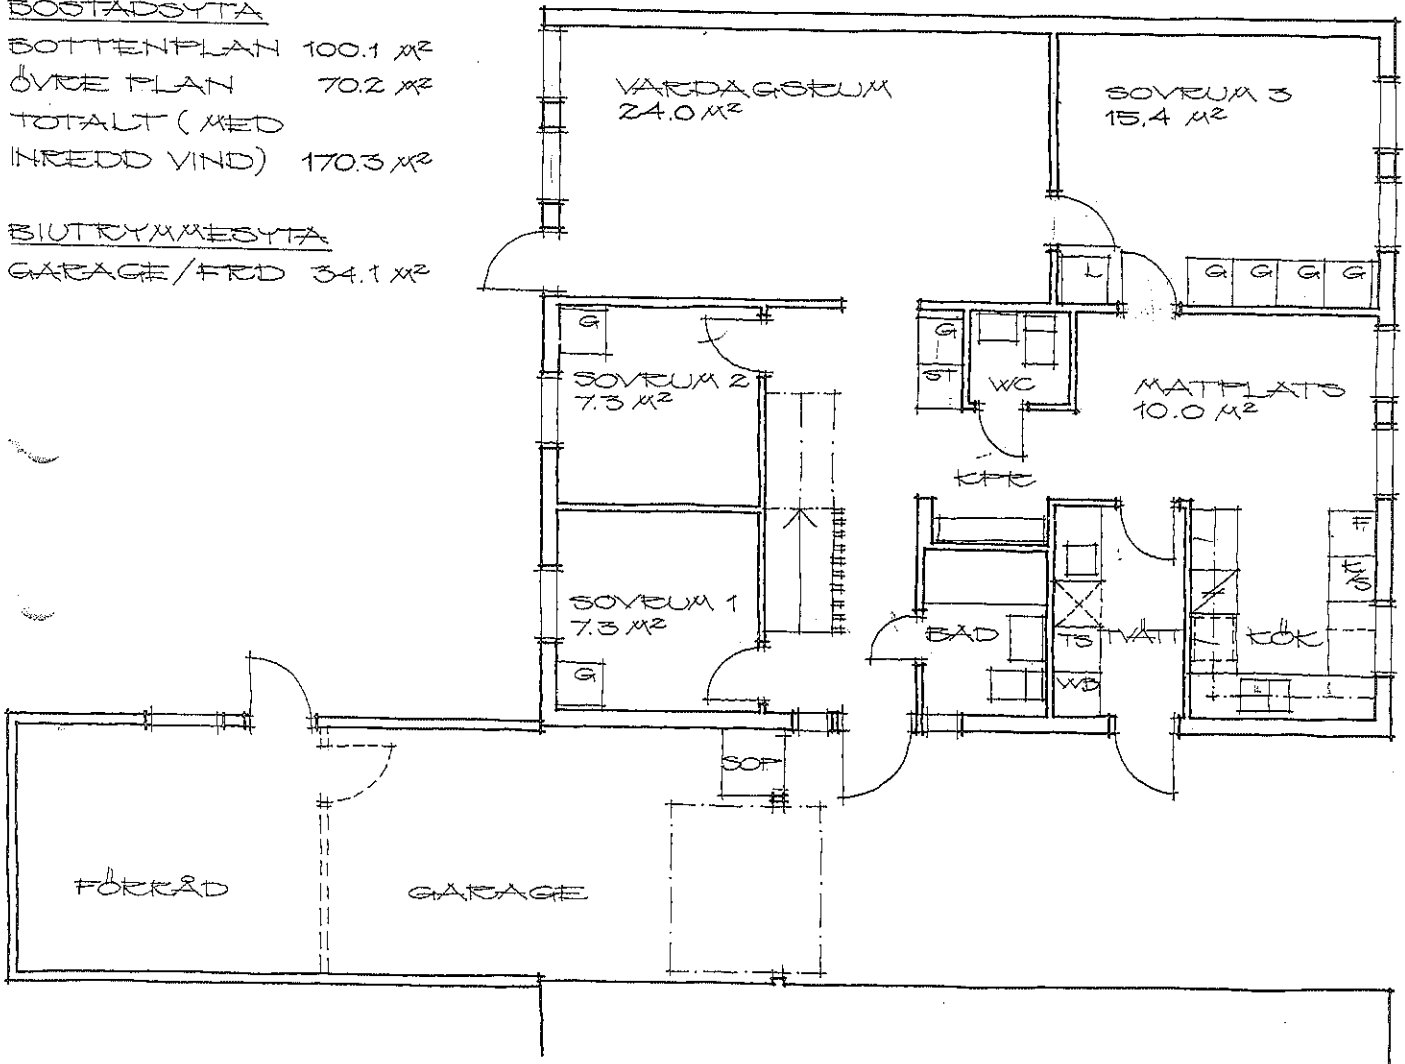 BOSTADSYTA
BOTTENPLAN 100.1 M²
ÖVRE PLAN 70.2 M²
TOTALT (MED
INREDD VIND) 170.3 M²
BIUTRYMMESYTA
GARAGE/FRD 34.1 M²
VARDAGSRUM
24.0 M²
SOVRUM 3
15,4 M²
L
G G G G
G
SOVRUM 2
7.3 M²
G
ST
WC
MATPLATS
10.0 M²
KPR
SOVRUM 1
7.3 M²
G
BAD
TS
TVÄTT
WB
KÖK
F
K/S
SOP
FÖRRÅD
GARAGE